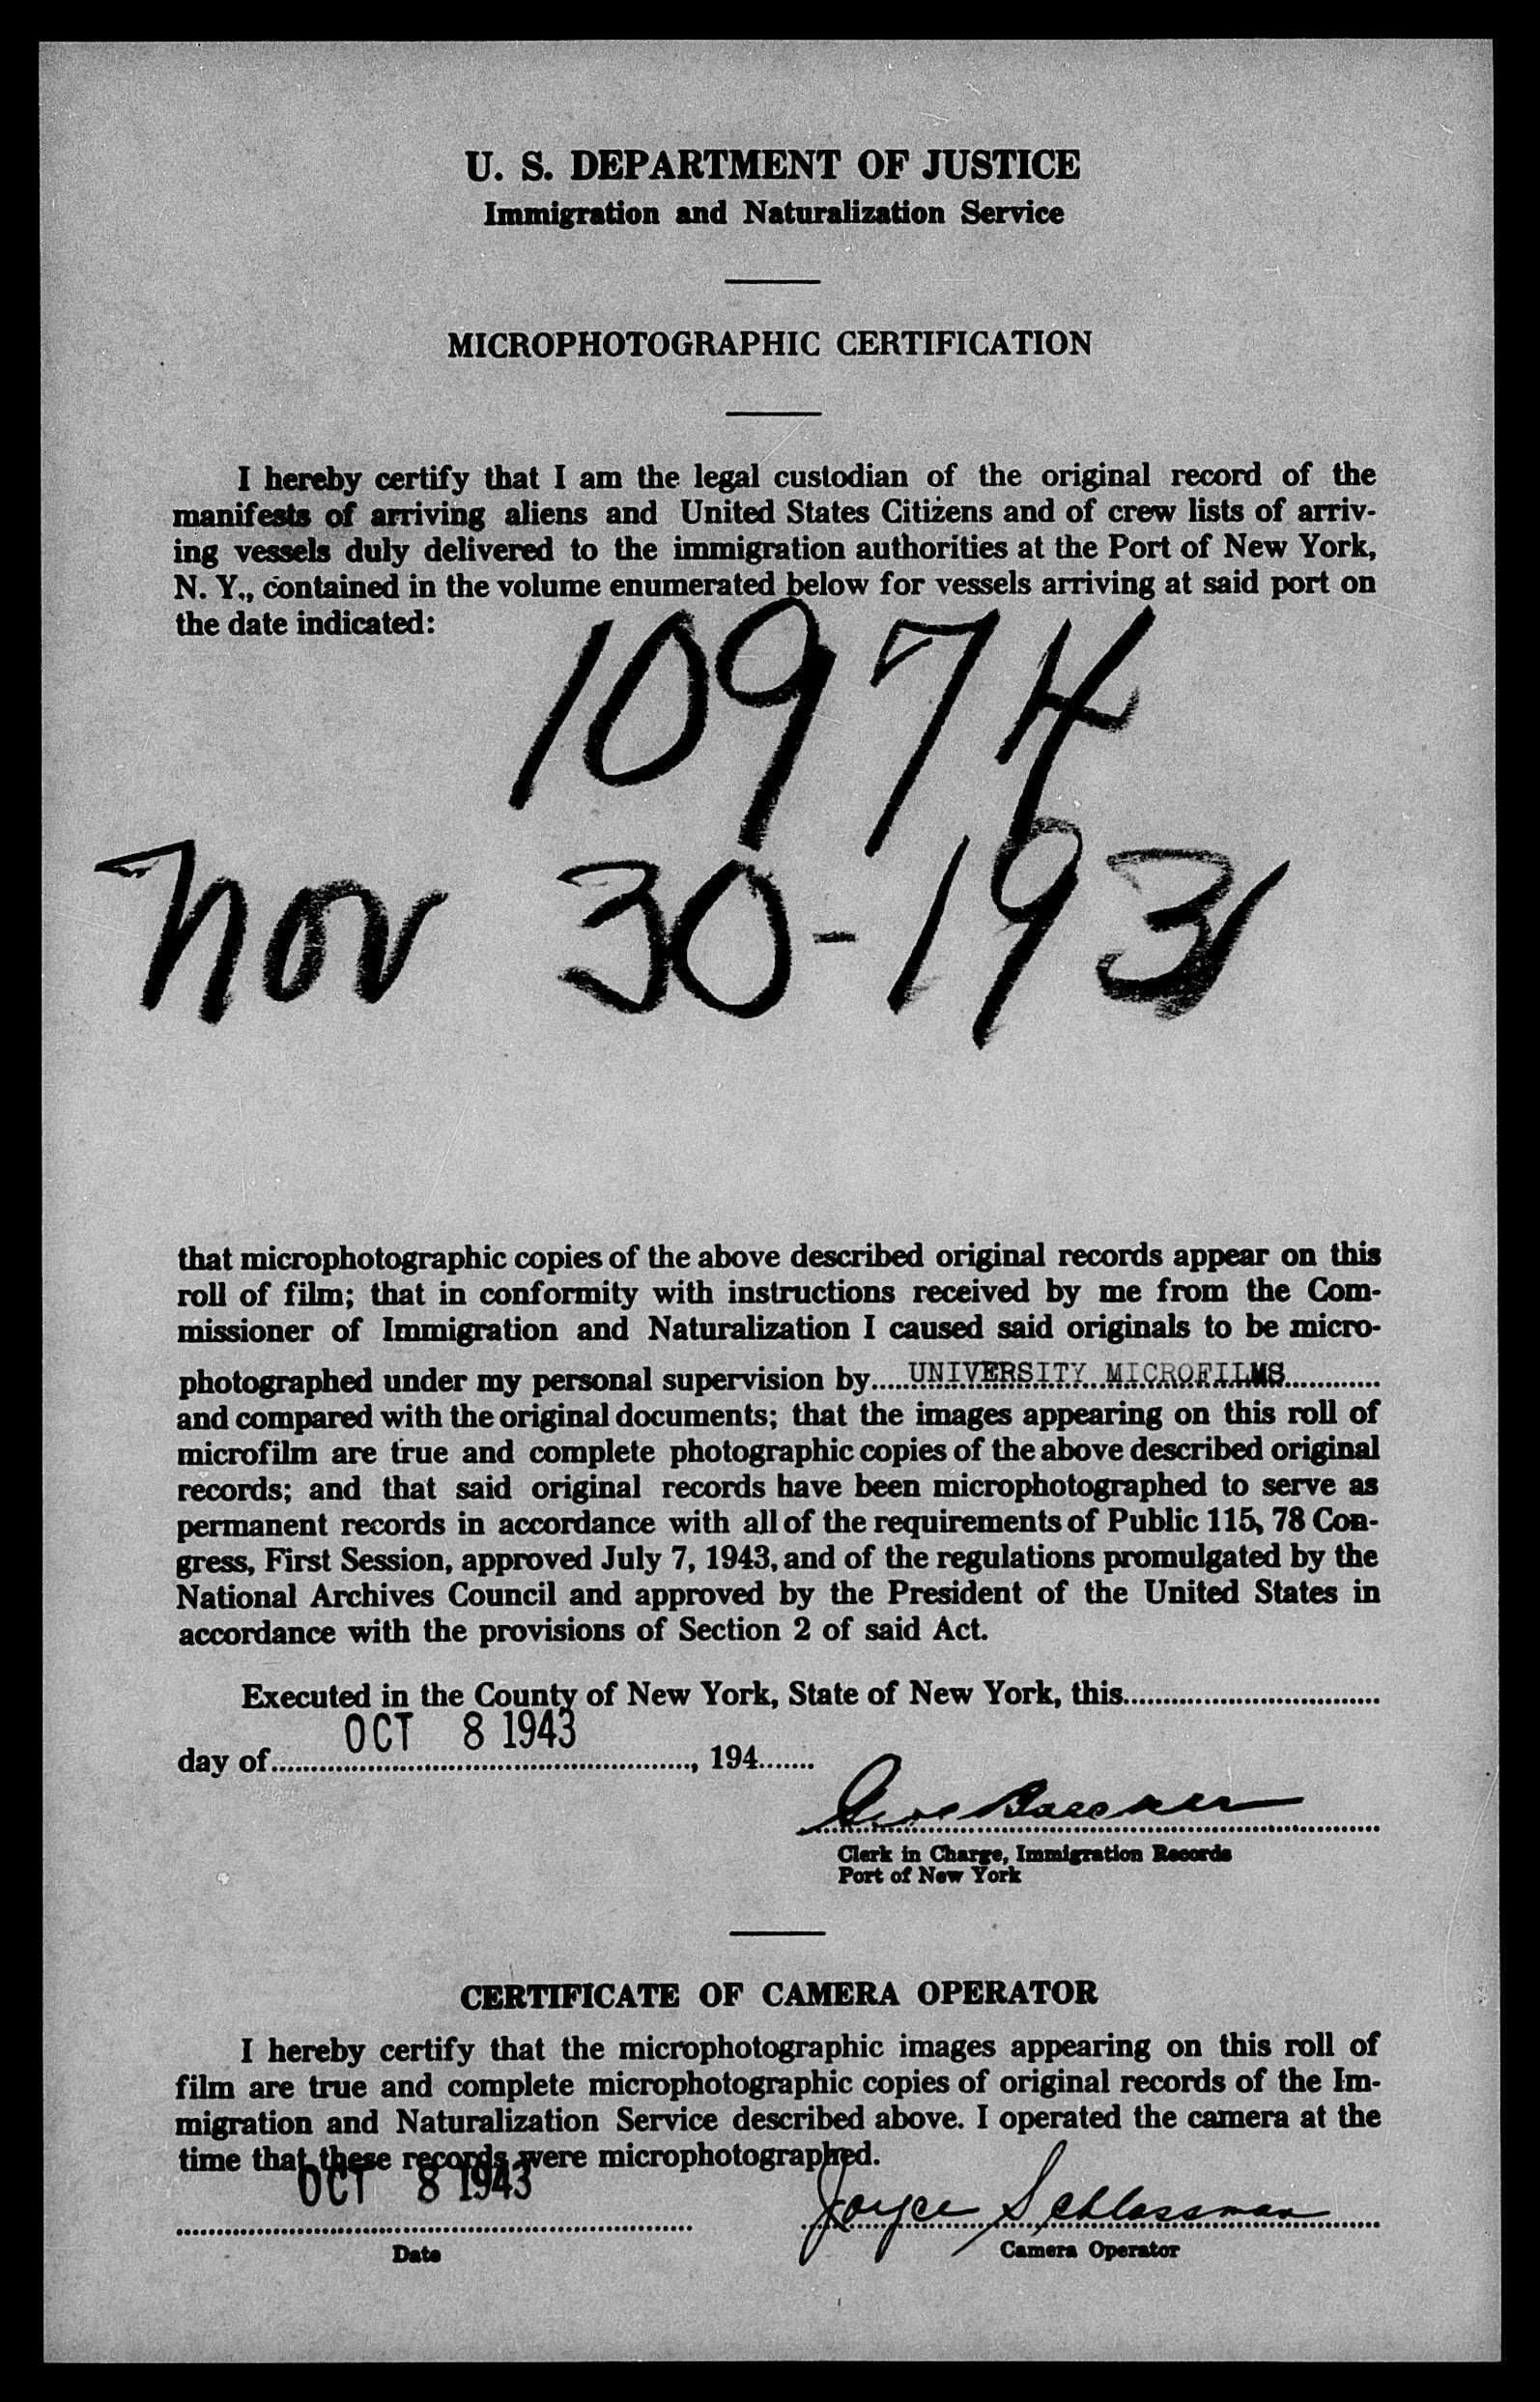 U. S. DEPARTMENT OF JUSTICE
Immigration and Naturalization Service
MICROPHOTOGRAPHIC CERTIFICATION
I hereby certify that I am the legal custodian of the original record of the
manifests of arriving aliens and United States Citizens and of crew lists of arriv-
ing vessels duly delivered to the immigration authorities at the Port of New York,
N. Y., contained in the volume enumerated below for vessels arriving at said port on
the date indicated:
10974
Nov 30-1931
that microphotographic copies of the above described original records appear on this
roll of film; that in conformity with instructions received by me from the Com-
missioner of Immigration and Naturalization I caused said originals to be micro-
photographed under my personal supervision by.....UNIVERSITY MICROFILMS............
and compared with the original documents; that the images appearing on this roll of
microfilm are true and complete photographic copies of the above described original
records; and that said original records have been microphotographed to serve as
permanent records in accordance with all of the requirements of Public 115, 78 Con-
gress, First Session, approved July 7, 1943, and of the regulations promulgated by the
National Archives Council and approved by the President of the United States in
accordance with the provisions of Section 2 of said Act.
Executed in the County of New York, State of New York, this................................
OCT 8 1943
day of...................................................., 194.......
Clerk in Charge, Immigration Records
Port of New York
CERTIFICATE OF CAMERA OPERATOR
I hereby certify that the microphotographic images appearing on this roll of
film are true and complete microphotographic copies of original records of the Im-
migration and Naturalization Service described above. I operated the camera at the
time that these records were microphotographed.
OCT 8 1943
Joyce Schlossman
Date
Camera Operator